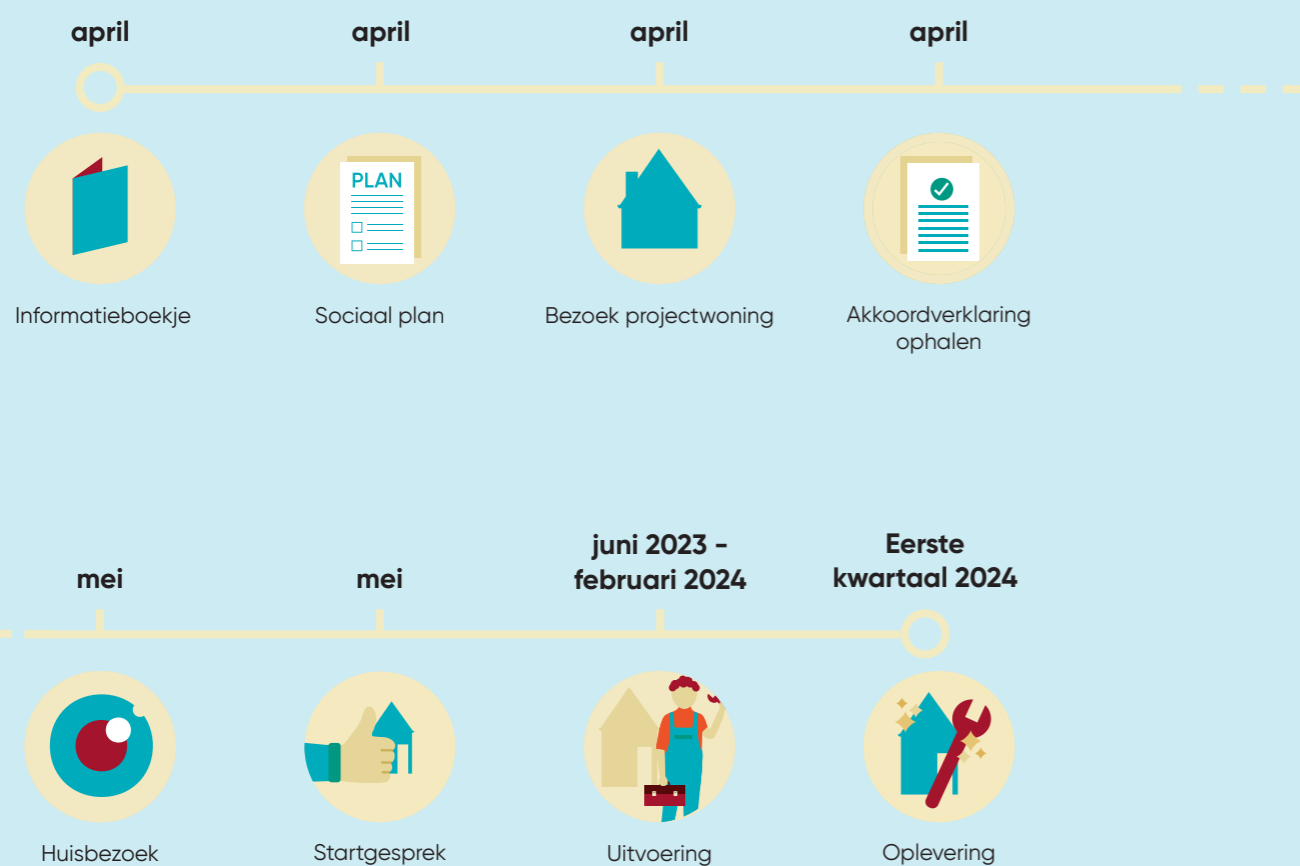 april
april
april
april
PLAN
Informatieboekje
Sociaal plan
Bezoek projectwoning
Akkoordverklaring
ophalen
mei
mei
juni 2023 -
februari 2024
Eerste
kwartaal 2024
Huisbezoek
Startgesprek
Uitvoering
Oplevering